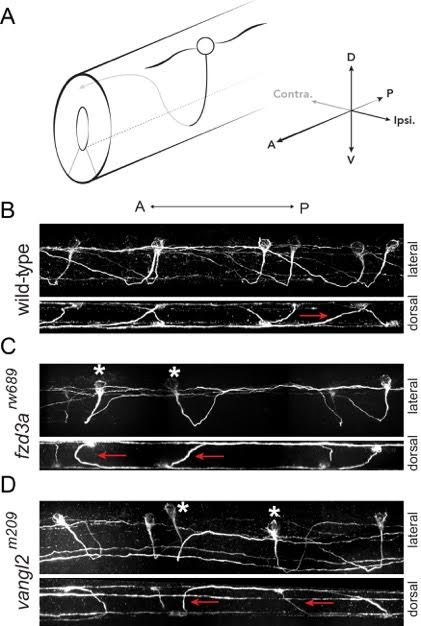 A
D
Contra.
P
Ipsi.
A
V
A P
B
wild-type
lateral
dorsal
C
fzd3a rw689
* *
lateral
dorsal
D
vangl2 m209
* *
lateral
dorsal